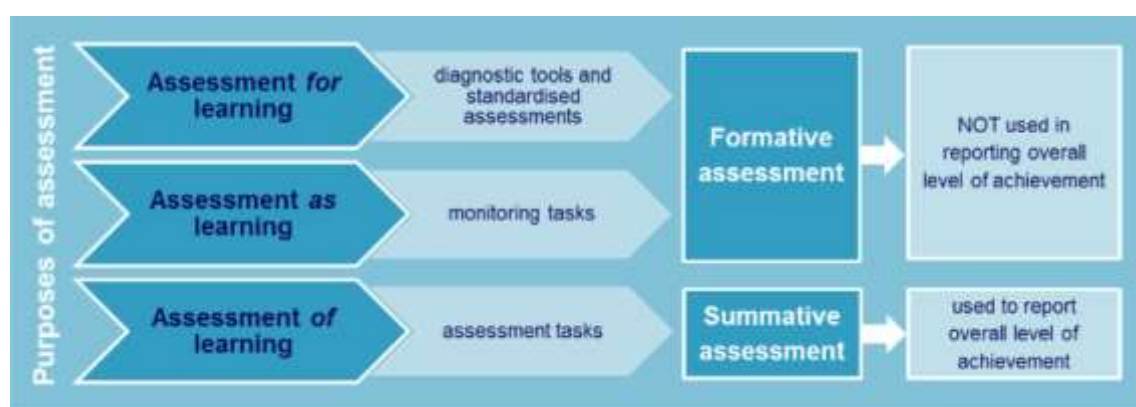 Purposes of assessment
Assessment for
learning
diagnostic tools and
standardised
assessments
Formative
assessment
NOT used in
reporting overall
level of achievement
Assessment as
learning
monitoring tasks
Assessment of
learning
assessment tasks
Summative
assessment
used to report
overall level of
achievement